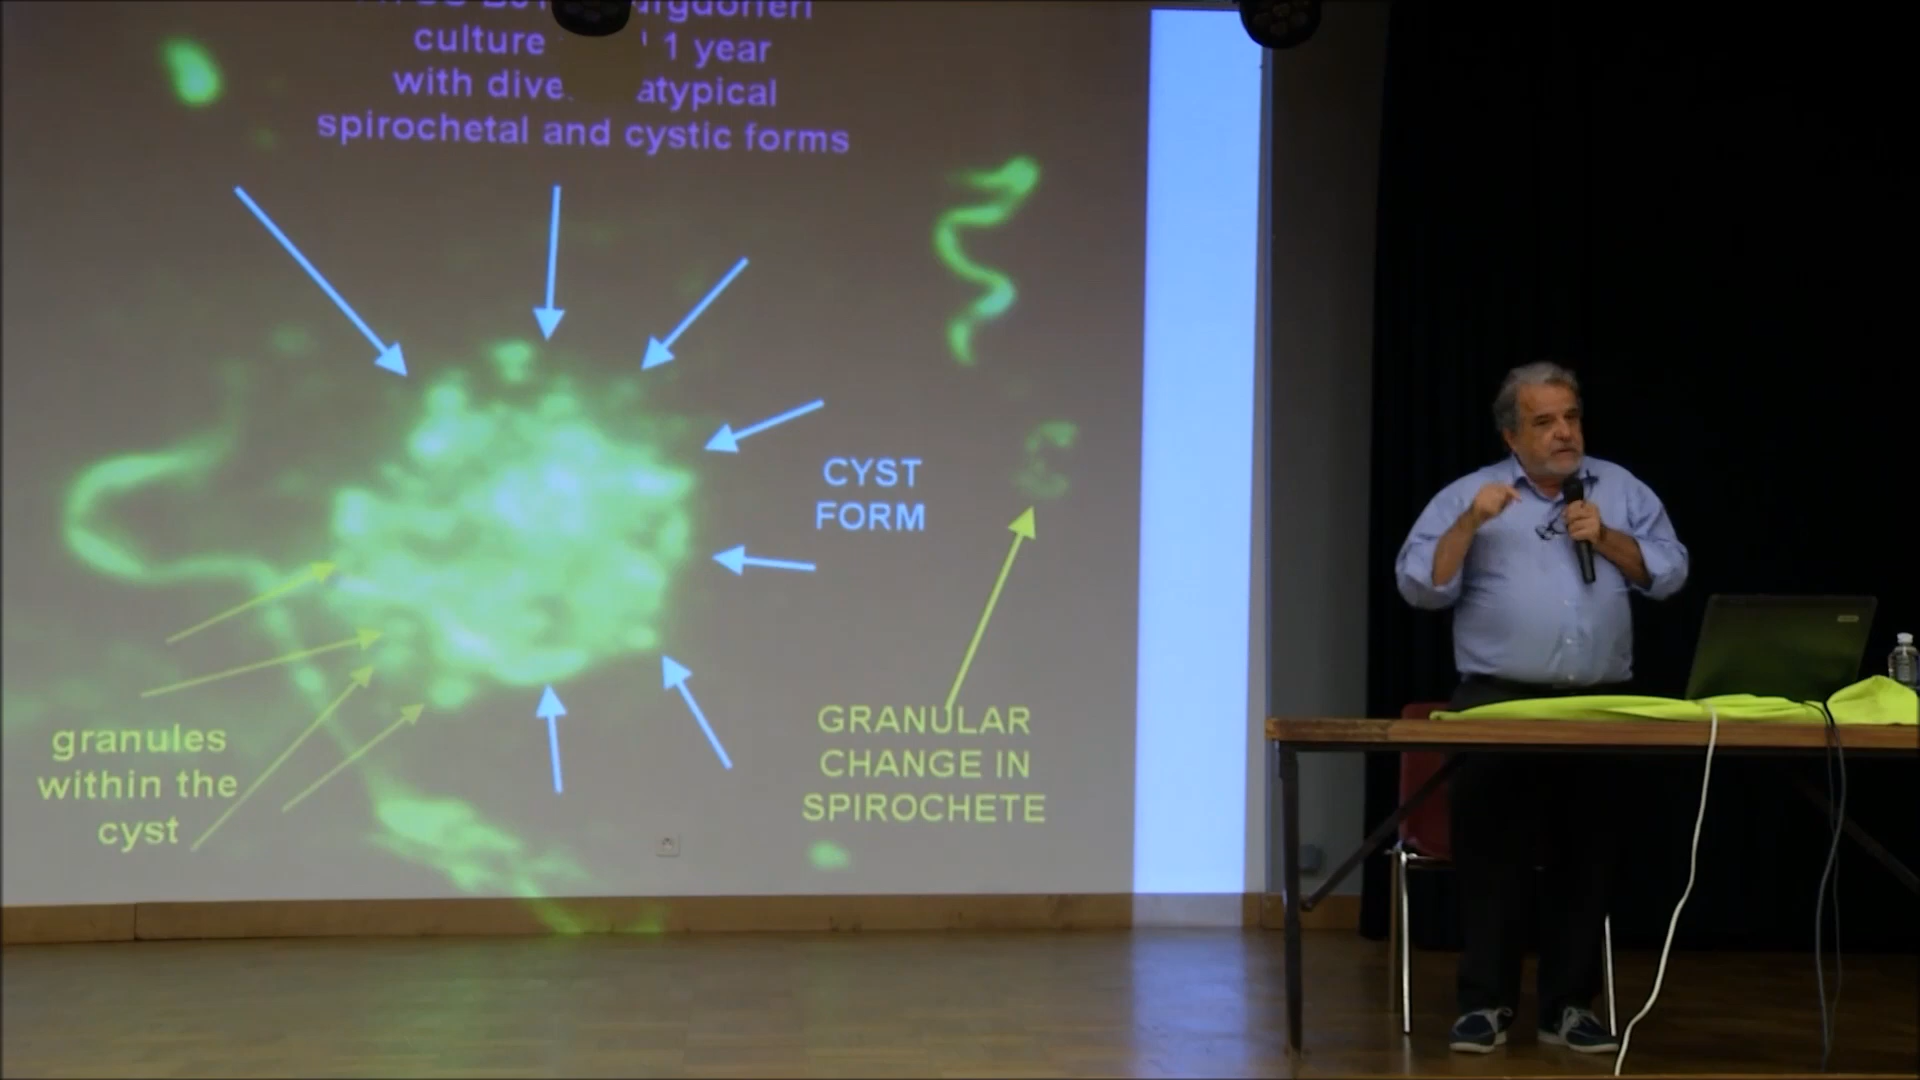 culture 1 year
with atypical
spirochetal and cystic forms
CYST
FORM
GRANULAR
CHANGE IN
SPIROCHETE
granules
within the
cyst